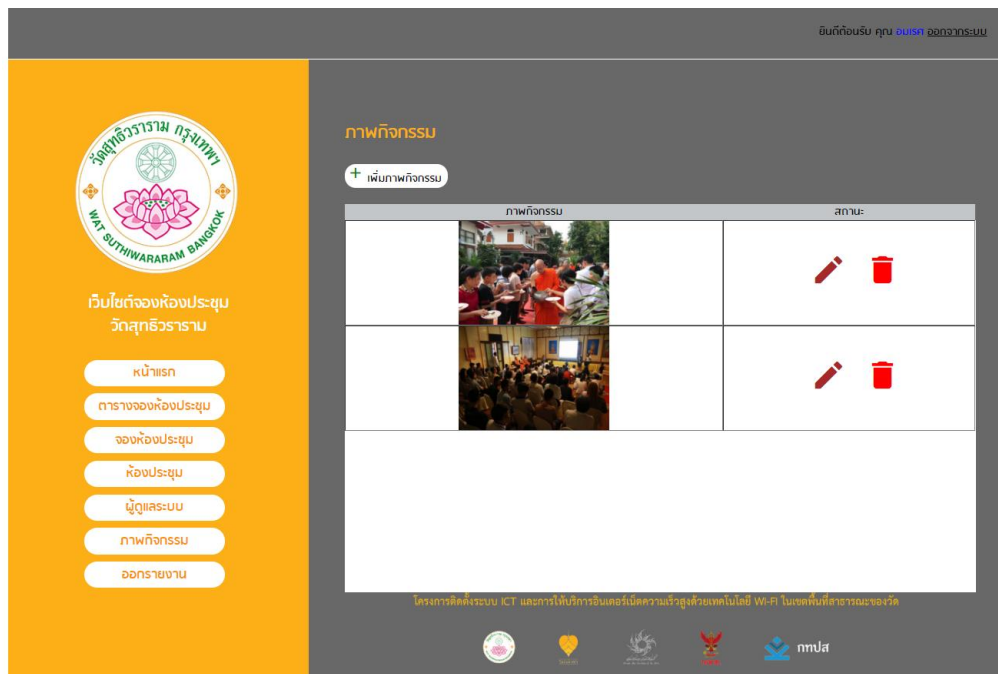 ยินดีต้อนรับ คุณ อมเรศ ออกจากระบบ
วัดสุทธิวราราม กรุงเทพฯ
WAT SUTHIWARARAM BANGKOK
เว็บไซต์จองห้องประชุม
วัดสุทธิวราราม
หน้าแรก
ตารางจองห้องประชุม
จองห้องประชุม
ห้องประชุม
ผู้ดูแลระบบ
ภาพกิจกรรม
ออกรายงาน
ภาพกิจกรรม
+ เพิ่มภาพกิจกรรม
ภาพกิจกรรม สถานะ
โครงการติดตั้งระบบ ICT และการให้บริการอินเตอร์เน็ตความเร็วสูงด้วยเทคโนโลยี WI-FI ในเขตพื้นที่สาธารณะของวัด
กทปส